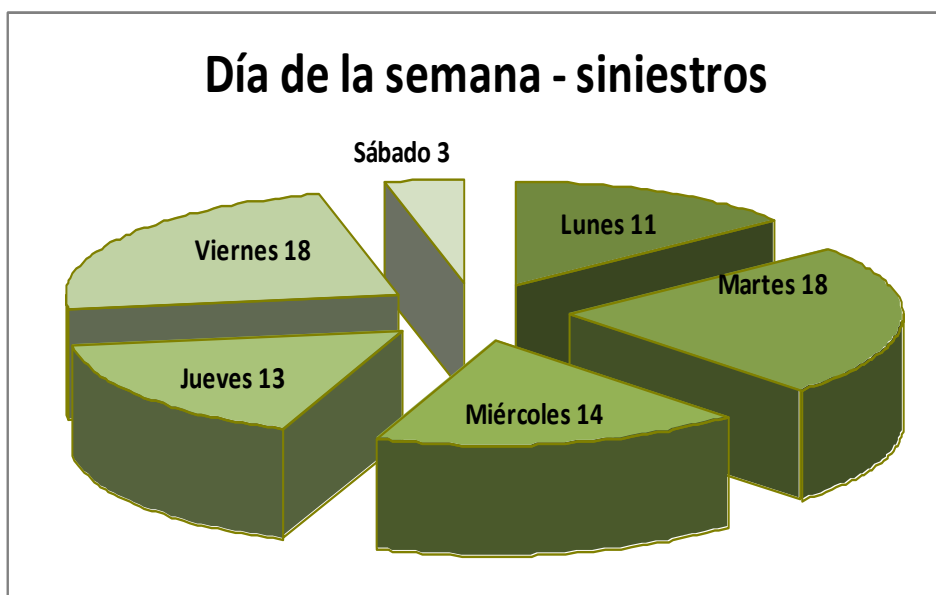 Día de la semana - siniestros
Sábado 3
Lunes 11
Viernes 18
Martes 18
Jueves 13
Miércoles 14